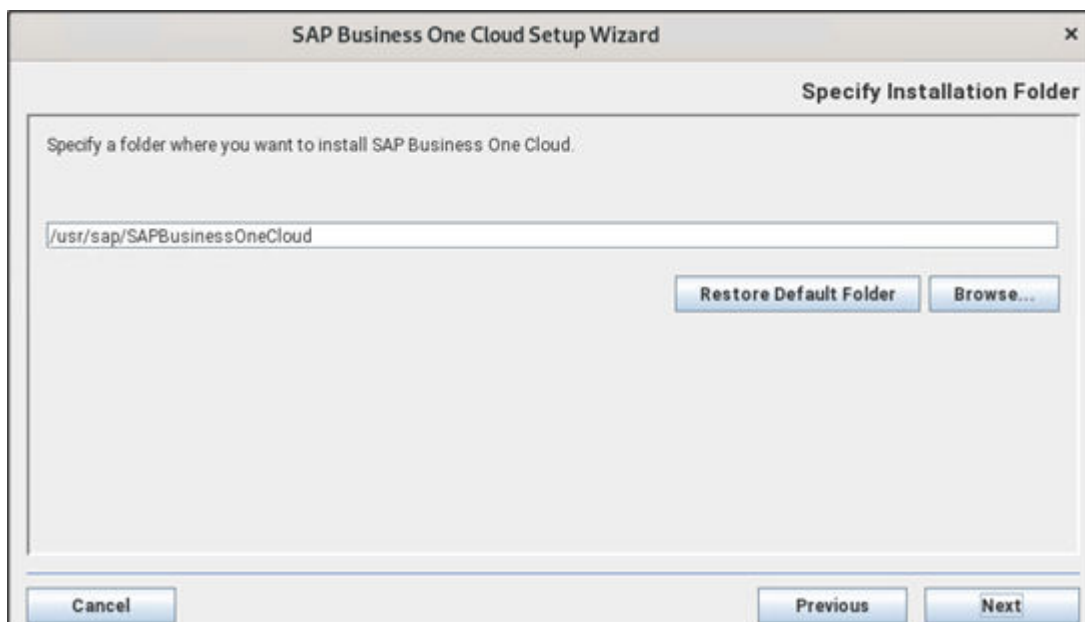 SAP Business One Cloud Setup Wizard ×
Specify Installation Folder
Specify a folder where you want to install SAP Business One Cloud.
/usr/sap/SAPBusinessOneCloud
Restore Default Folder Browse...
Cancel Previous Next